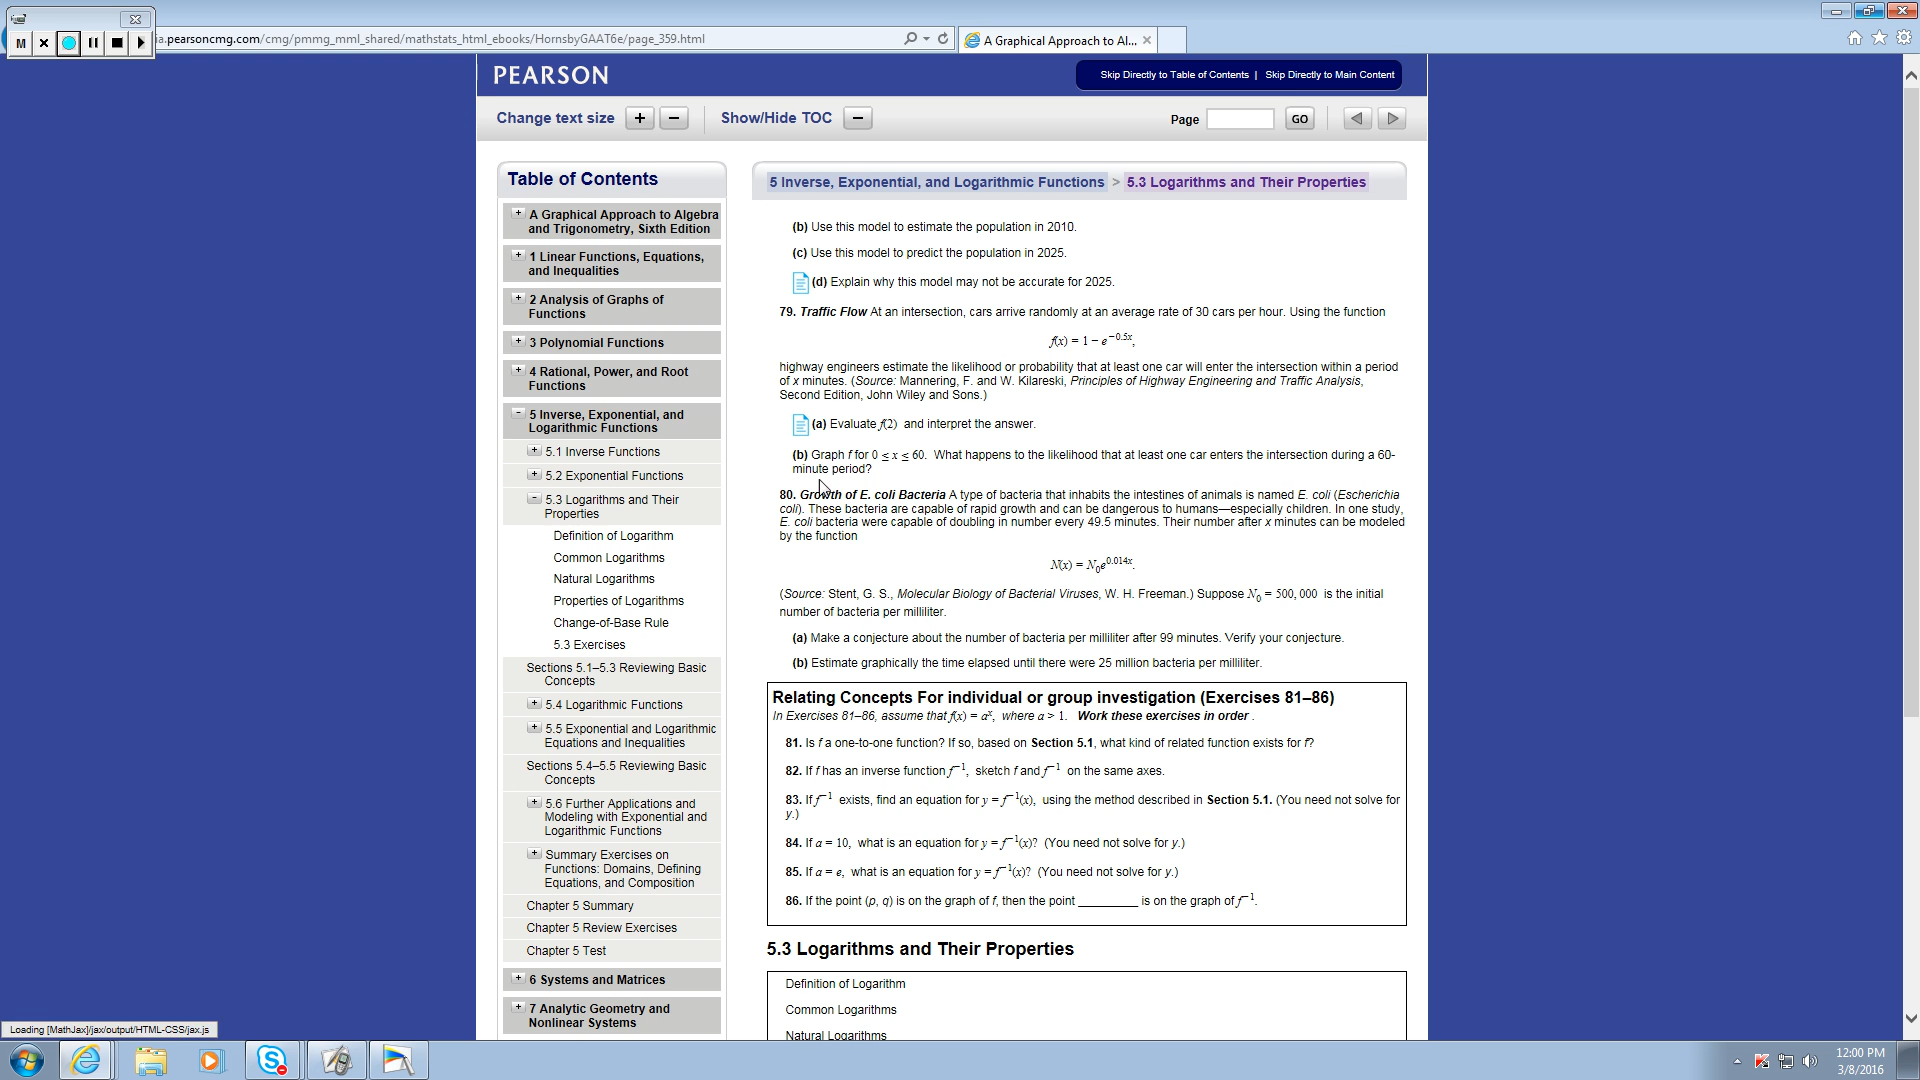 M
ia.pearsoncmg.com/cmg/pmmg_mml_shared/mathstats_html_ebooks/HornsbyGAAT6e/page_359.html
A Graphical Approach to Al...
PEARSON
Skip Directly to Table of Contents | Skip Directly to Main Content
Change text size + − Show/Hide TOC − Page GO
Table of Contents
+ A Graphical Approach to Algebra
and Trigonometry, Sixth Edition
+ 1 Linear Functions, Equations,
and Inequalities
+ 2 Analysis of Graphs of
Functions
+ 3 Polynomial Functions
+ 4 Rational, Power, and Root
Functions
− 5 Inverse, Exponential, and
Logarithmic Functions
+ 5.1 Inverse Functions
+ 5.2 Exponential Functions
− 5.3 Logarithms and Their
Properties
Definition of Logarithm
Common Logarithms
Natural Logarithms
Properties of Logarithms
Change-of-Base Rule
5.3 Exercises
Sections 5.1–5.3 Reviewing Basic
Concepts
+ 5.4 Logarithmic Functions
+ 5.5 Exponential and Logarithmic
Equations and Inequalities
Sections 5.4–5.5 Reviewing Basic
Concepts
+ 5.6 Further Applications and
Modeling with Exponential and
Logarithmic Functions
+ Summary Exercises on
Functions: Domains, Defining
Equations, and Composition
Chapter 5 Summary
Chapter 5 Review Exercises
Chapter 5 Test
+ 6 Systems and Matrices
+ 7 Analytic Geometry and
Nonlinear Systems
5 Inverse, Exponential, and Logarithmic Functions > 5.3 Logarithms and Their Properties
(b) Use this model to estimate the population in 2010.
(c) Use this model to predict the population in 2025.
(d) Explain why this model may not be accurate for 2025.
79. Traffic Flow At an intersection, cars arrive randomly at an average rate of 30 cars per hour. Using the function
f(x) = 1 − e^−0.5x,
highway engineers estimate the likelihood or probability that at least one car will enter the intersection within a period
of x minutes. (Source: Mannering, F. and W. Kilareski, Principles of Highway Engineering and Traffic Analysis,
Second Edition, John Wiley and Sons.)
(a) Evaluate f(2) and interpret the answer.
(b) Graph f for 0 ≤ x ≤ 60. What happens to the likelihood that at least one car enters the intersection during a 60-
minute period?
80. Growth of E. coli Bacteria A type of bacteria that inhabits the intestines of animals is named E. coli (Escherichia
coli). These bacteria are capable of rapid growth and can be dangerous to humans—especially children. In one study,
E. coli bacteria were capable of doubling in number every 49.5 minutes. Their number after x minutes can be modeled
by the function
N(x) = N₀e^0.014x.
(Source: Stent, G. S., Molecular Biology of Bacterial Viruses, W. H. Freeman.) Suppose N₀ = 500,000 is the initial
number of bacteria per milliliter.
(a) Make a conjecture about the number of bacteria per milliliter after 99 minutes. Verify your conjecture.
(b) Estimate graphically the time elapsed until there were 25 million bacteria per milliliter.
Relating Concepts For individual or group investigation (Exercises 81–86)
In Exercises 81–86, assume that f(x) = aˣ, where a > 1. Work these exercises in order .
81. Is f a one-to-one function? If so, based on Section 5.1, what kind of related function exists for f?
82. If f has an inverse function f⁻¹, sketch f and f⁻¹ on the same axes.
83. If f⁻¹ exists, find an equation for y = f⁻¹(x), using the method described in Section 5.1. (You need not solve for
y.)
84. If a = 10, what is an equation for y = f⁻¹(x)? (You need not solve for y.)
85. If a = e, what is an equation for y = f⁻¹(x)? (You need not solve for y.)
86. If the point (p, q) is on the graph of f, then the point _________ is on the graph of f⁻¹.
5.3 Logarithms and Their Properties
Definition of Logarithm
Common Logarithms
Natural Logarithms
Loading [MathJax]/jax/output/HTML-CSS/jax.js
12:00 PM
3/8/2016